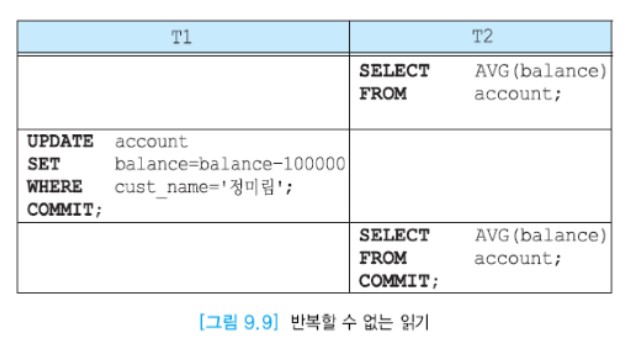 T1 T2
SELECT AVG(balance)
FROM account;
UPDATE account
SET balance=balance-100000
WHERE cust_name='정미림';
COMMIT;
SELECT AVG(balance)
FROM account;
COMMIT;
[그림 9.9] 반복할 수 없는 읽기